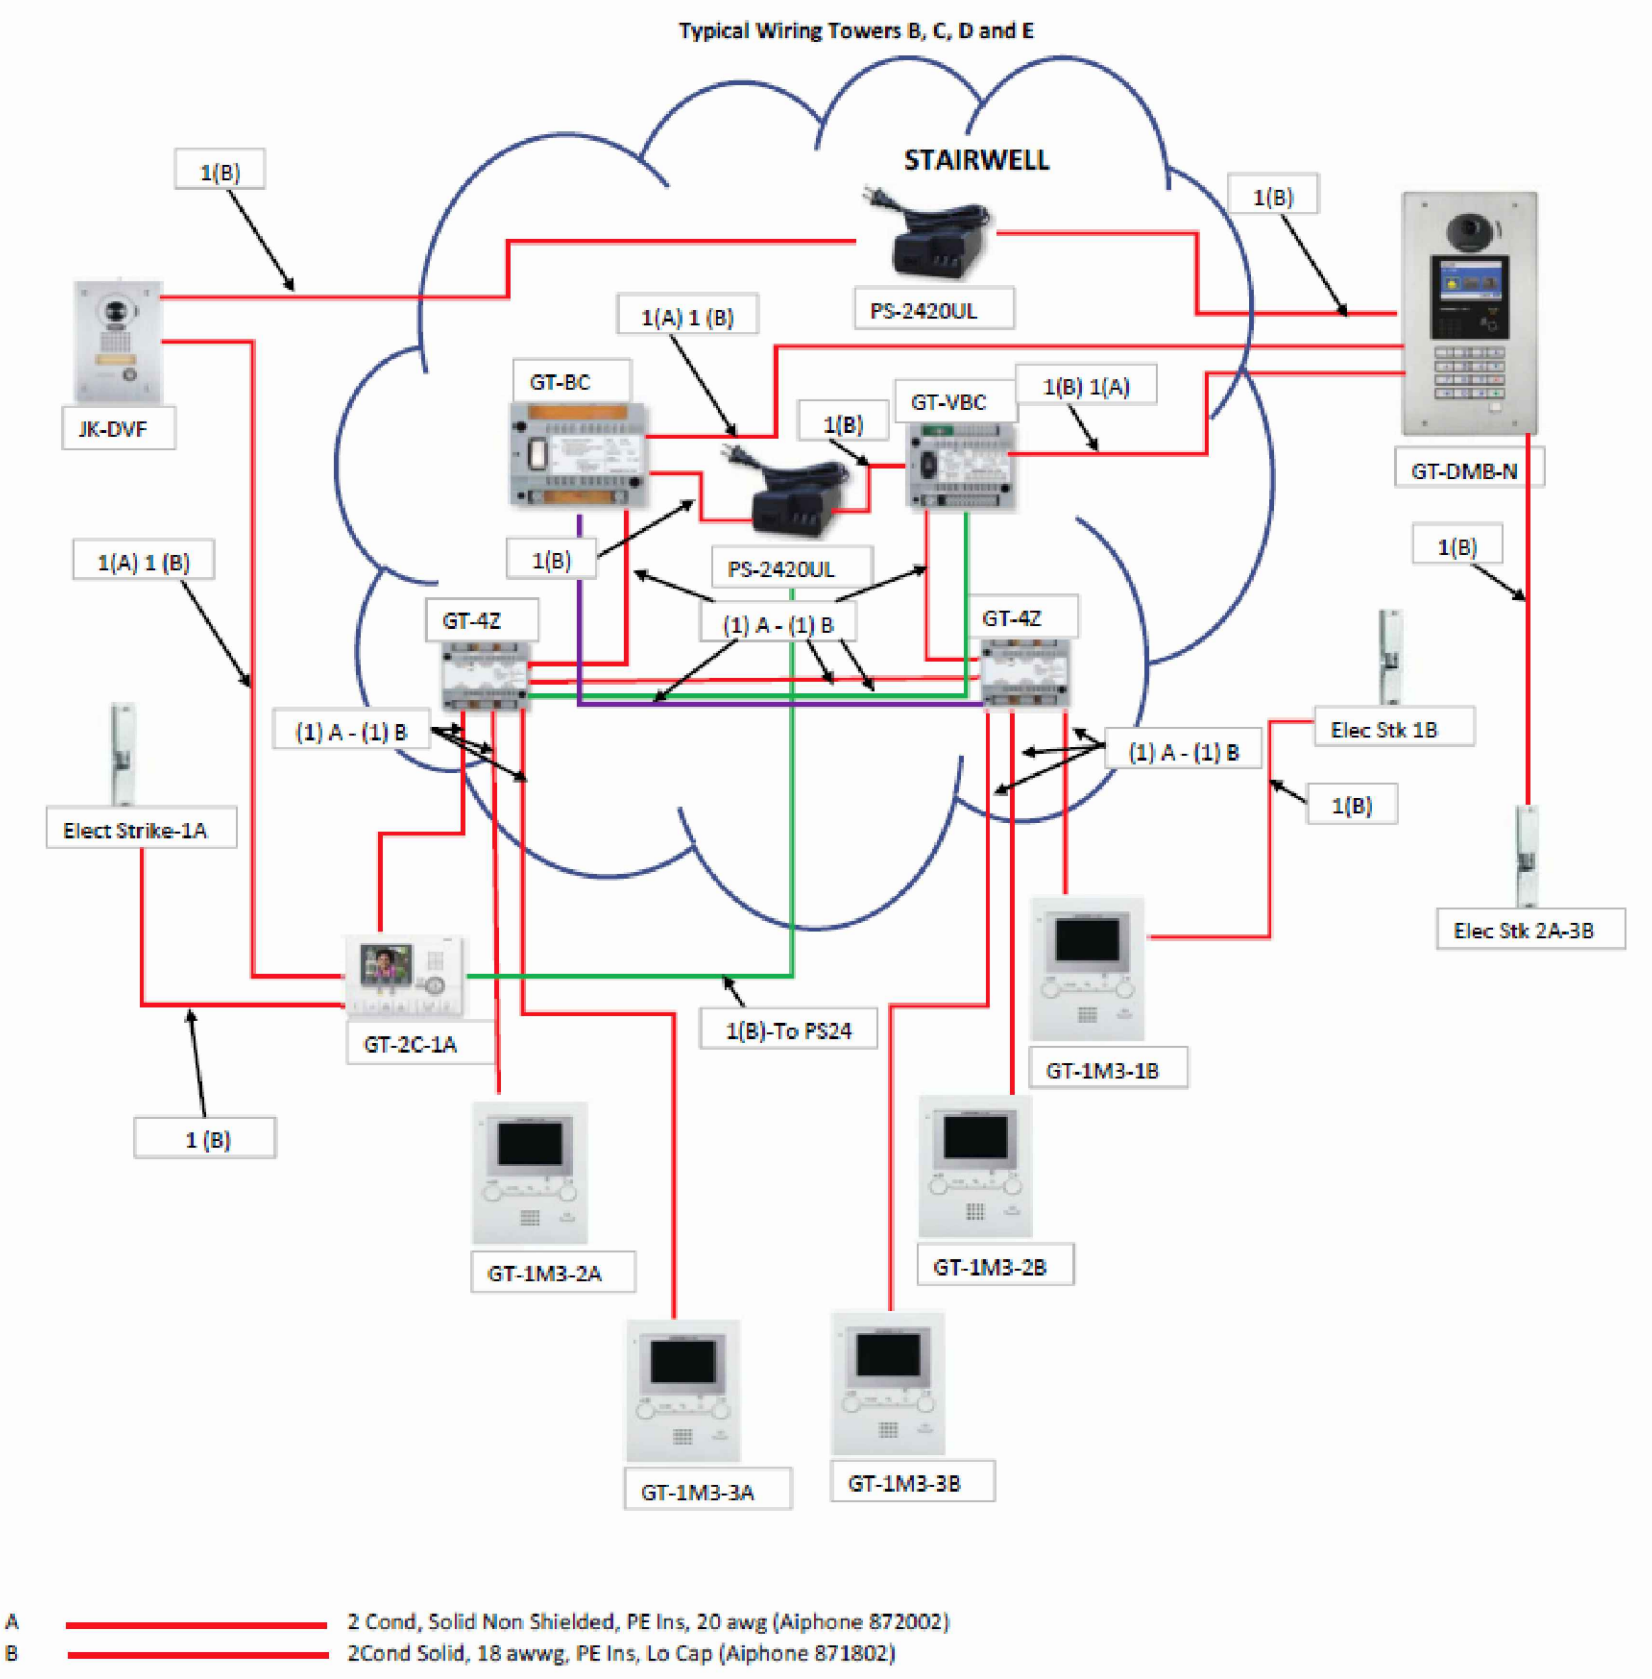 Typical Wiring Towers B, C, D and E
STAIRWELL
1(B)
1(B)
PS-2420UL
1(A) 1 (B)
GT-BC
GT-VBC
1(B) 1(A)
JK-DVF
1(B)
GT-DMB-N
1(A) 1 (B)
1(B)
PS-2420UL
1(B)
GT-4Z
(1) A - (1) B
GT-4Z
(1) A - (1) B
(1) A - (1) B
Elec Stk 1B
1(B)
Elect Strike-1A
Elec Stk 2A-3B
1(B)-To PS24
GT-2C-1A
GT-1M3-1B
1 (B)
GT-1M3-2A
GT-1M3-2B
GT-1M3-3A
GT-1M3-3B
A 2 Cond, Solid Non Shielded, PE Ins, 20 awg (Aiphone 872002)
B 2Cond Solid, 18 awwg, PE Ins, Lo Cap (Aiphone 871802)